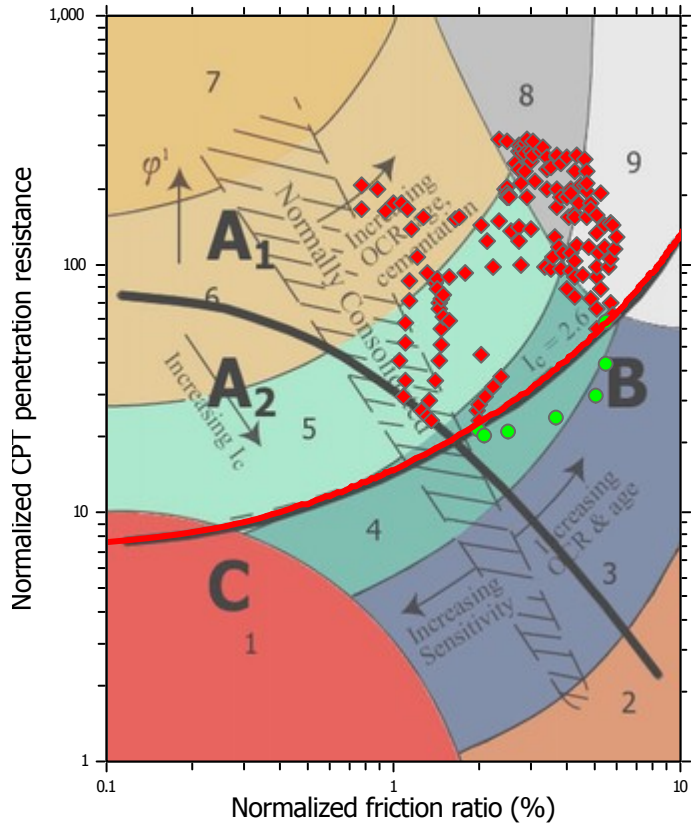 1,000
7
8
9
φ¹
Increasing
OCR, age,
cementation
Normally Consolidated
A1
100
6
A2
Increasing Ic
5
Ic = 2.6
B
10
4
Increasing
OCR & age
C
3
Increasing
Sensitivity
1
2
1
0.1
1
10
Normalized CPT penetration resistance
Normalized friction ratio (%)